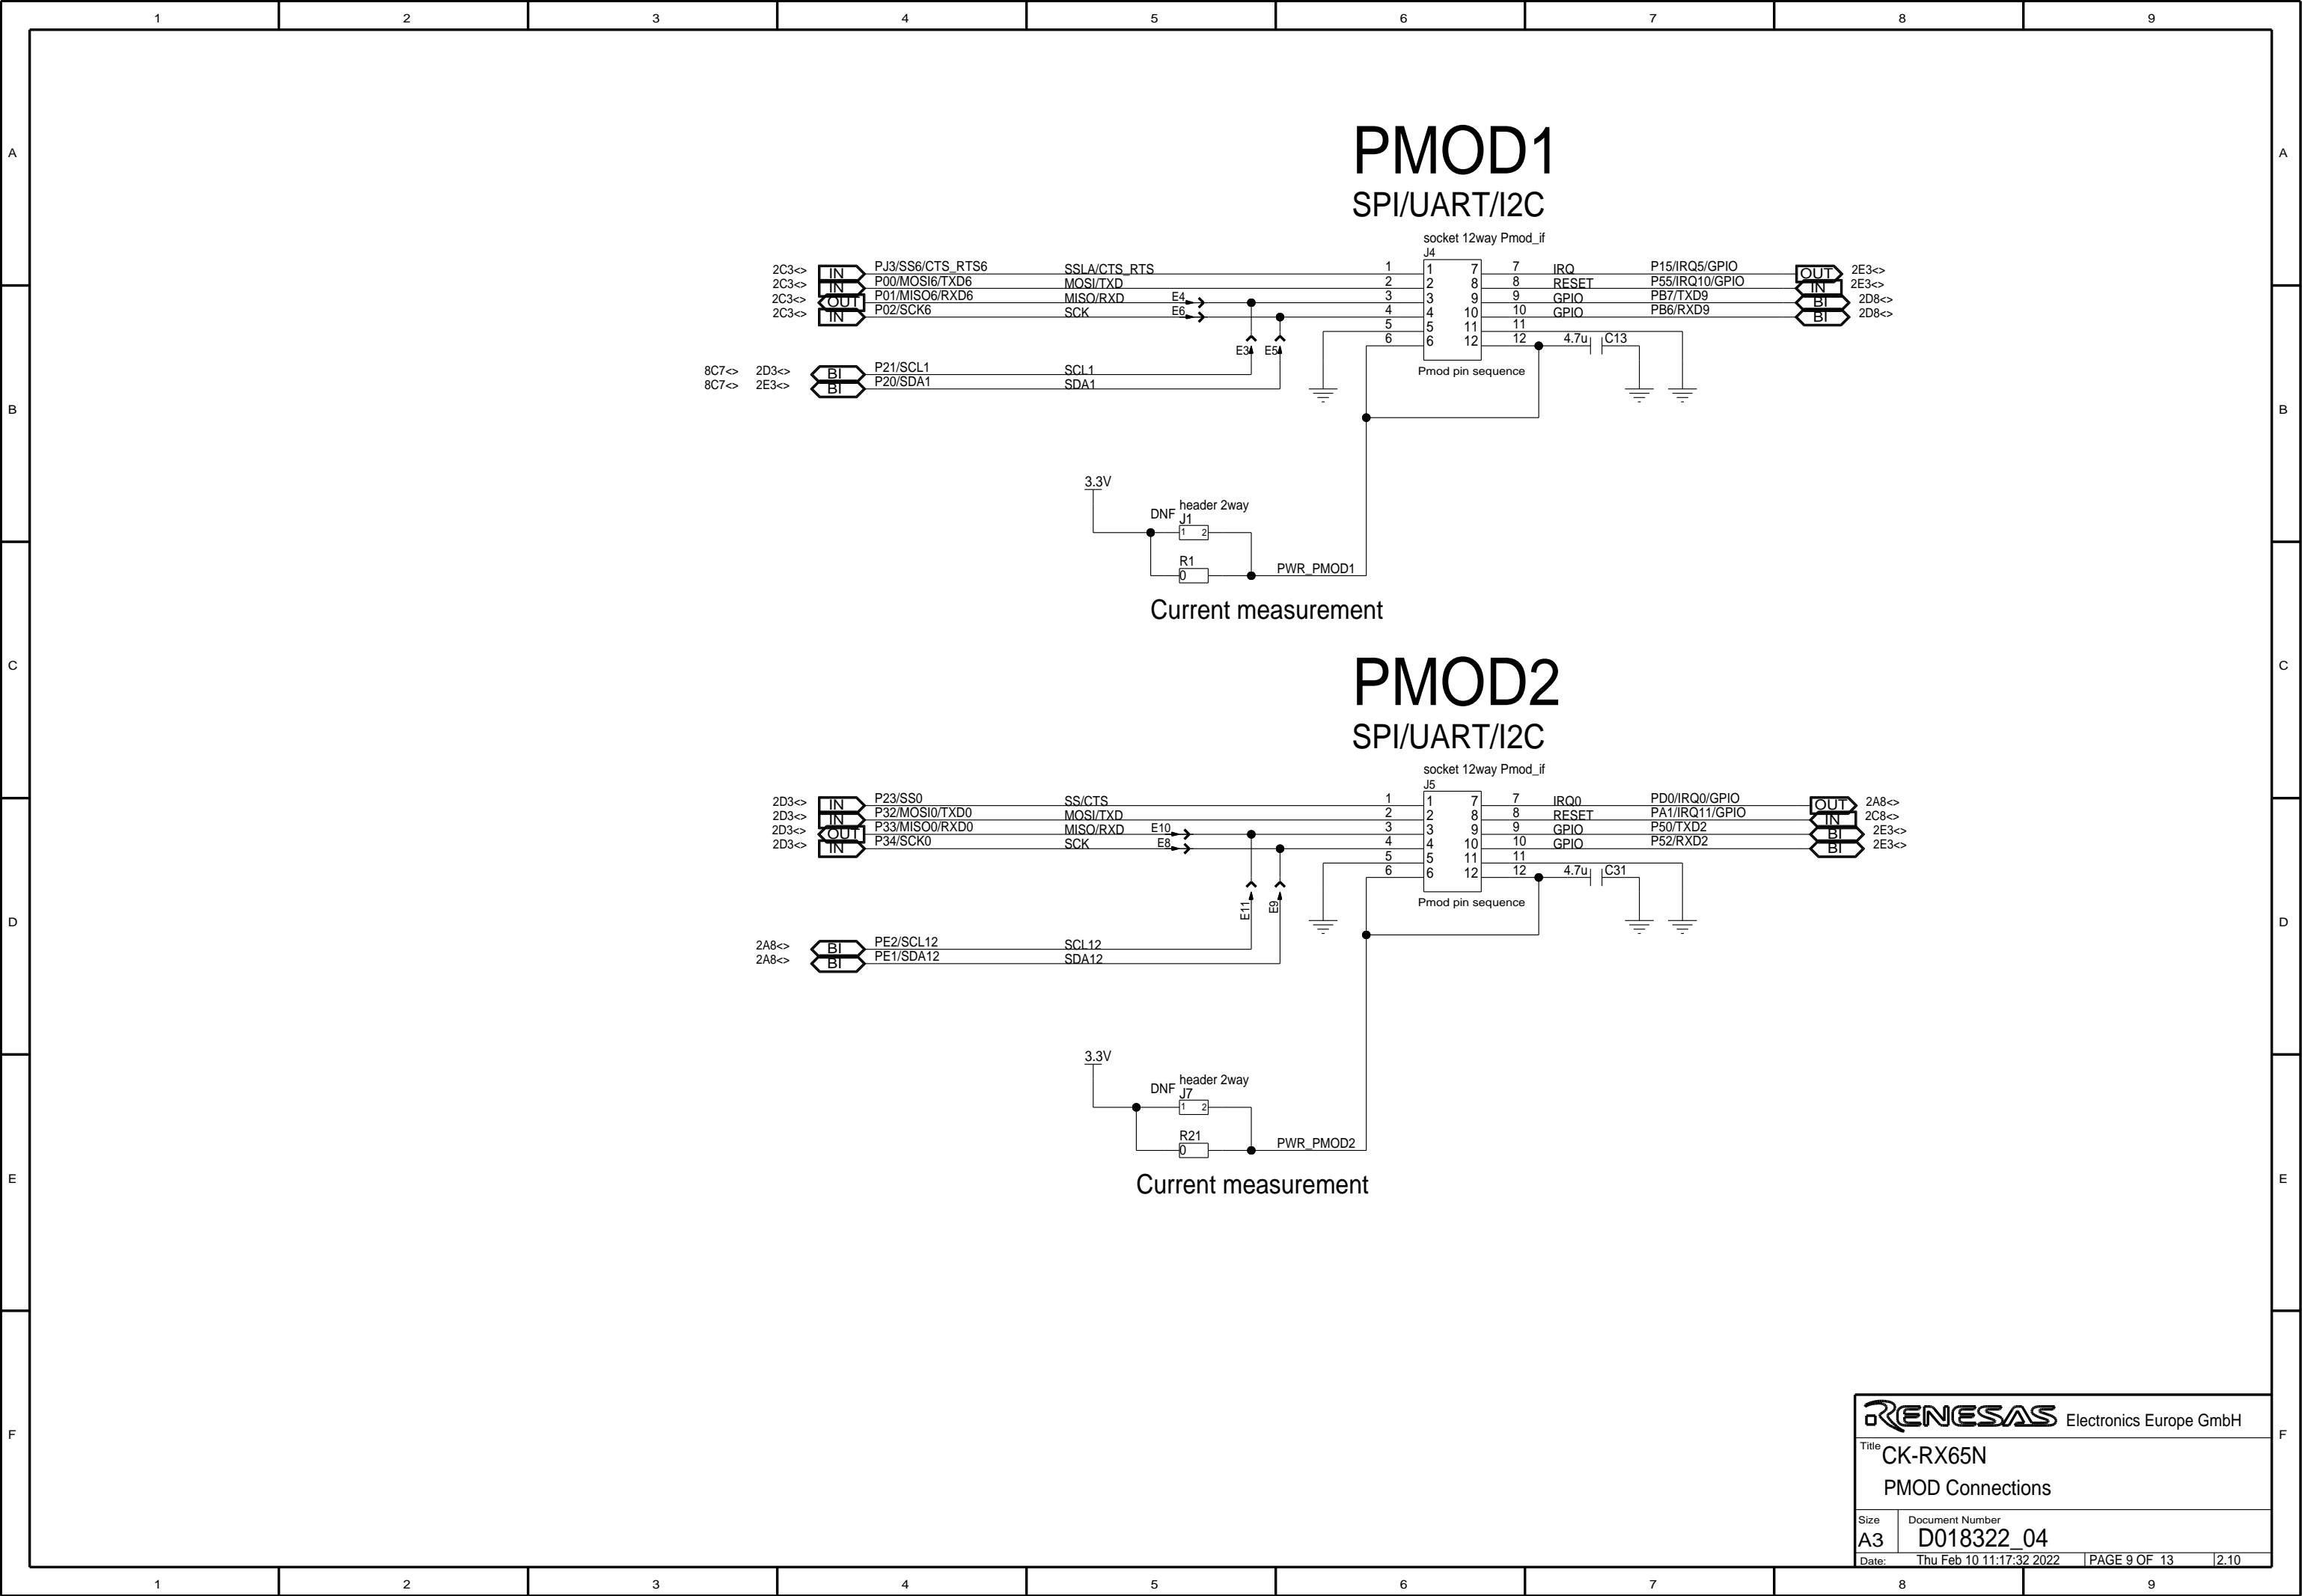 1 2 3 4 5 6 7 8 9
A A
PMOD1
SPI/UART/I2C
socket 12way Pmod_if
J4
2C3<> IN PJ3/SS6/CTS_RTS6 SSLA/CTS_RTS 1 1 7 7 IRQ P15/IRQ5/GPIO OUT 2E3<>
2C3<> IN P00/MOSI6/TXD6 MOSI/TXD 2 2 8 8 RESET P55/IRQ10/GPIO IN 2E3<>
2C3<> OUT P01/MISO6/RXD6 MISO/RXD E4 3 3 9 9 GPIO PB7/TXD9 BI 2D8<>
2C3<> IN P02/SCK6 SCK E6 4 4 10 10 GPIO PB6/RXD9 BI 2D8<>
5 5 11 11
6 6 12 12 4.7u C13
E3 E5
8C7<> 2D3<> BI P21/SCL1 SCL1 Pmod pin sequence
8C7<> 2E3<> BI P20/SDA1 SDA1
B B
3.3V
header 2way
DNF J1
1 2
R1
0 PWR_PMOD1
Current measurement
C C
PMOD2
SPI/UART/I2C
socket 12way Pmod_if
J5
2D3<> IN P23/SS0 SS/CTS 1 1 7 7 IRQ0 PD0/IRQ0/GPIO OUT 2A8<>
2D3<> IN P32/MOSI0/TXD0 MOSI/TXD 2 2 8 8 RESET PA1/IRQ11/GPIO IN 2C8<>
2D3<> OUT P33/MISO0/RXD0 MISO/RXD E10 3 3 9 9 GPIO P50/TXD2 BI 2E3<>
2D3<> IN P34/SCK0 SCK E8 4 4 10 10 GPIO P52/RXD2 BI 2E3<>
5 5 11 11
6 6 12 12 4.7u C31
E11 E9 Pmod pin sequence
D D
2A8<> BI PE2/SCL12 SCL12
2A8<> BI PE1/SDA12 SDA12
3.3V
header 2way
DNF J7
1 2
R21
0 PWR_PMOD2
Current measurement
E E
RENESAS Electronics Europe GmbH
F F
Title CK-RX65N
PMOD Connections
Size Document Number
A3 D018322_04
Date: Thu Feb 10 11:17:32 2022 PAGE 9 OF 13 2.10
1 2 3 4 5 6 7 8 9